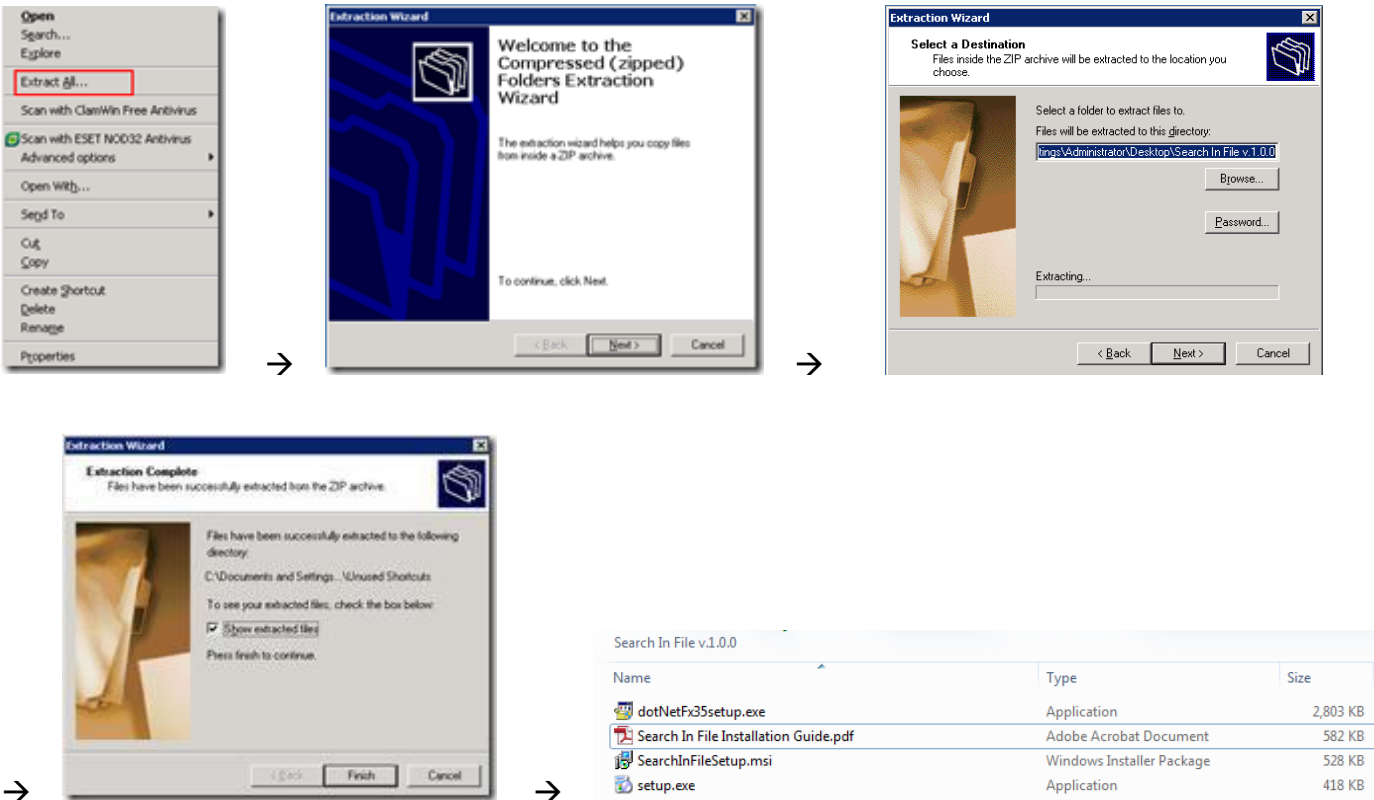 Open
Search...
Explore
Extract All...
Scan with ClamWin Free Antivirus
Scan with ESET NOD32 Antivirus
Advanced options
Open With...
Send To
Cut
Copy
Create Shortcut
Delete
Rename
Properties
→
Extraction Wizard
Welcome to the
Compressed (zipped)
Folders Extraction
Wizard
The extraction wizard helps you copy files
from inside a ZIP archive.
To continue, click Next.
< Back Next > Cancel
→
Extraction Wizard
Select a Destination
Files inside the ZIP archive will be extracted to the location you
choose.
Select a folder to extract files to.
Files will be extracted to this directory:
tings\Administrator\Desktop\Search In File v.1.0.0
Browse...
Password...
Extracting...
< Back Next > Cancel
→
Extraction Wizard
Extraction Complete
Files have been successfully extracted from the ZIP archive.
Files have been successfully extracted to the following
directory:
C:\Documents and Settings...\Unused Shortcuts
To see your extracted files, check the box below:
Show extracted files
Press finish to continue.
< Back Finish Cancel
→
Search In File v.1.0.0
Name Type Size
dotNetFx35setup.exe Application 2,803 KB
Search In File Installation Guide.pdf Adobe Acrobat Document 582 KB
SearchInFileSetup.msi Windows Installer Package 528 KB
setup.exe Application 418 KB